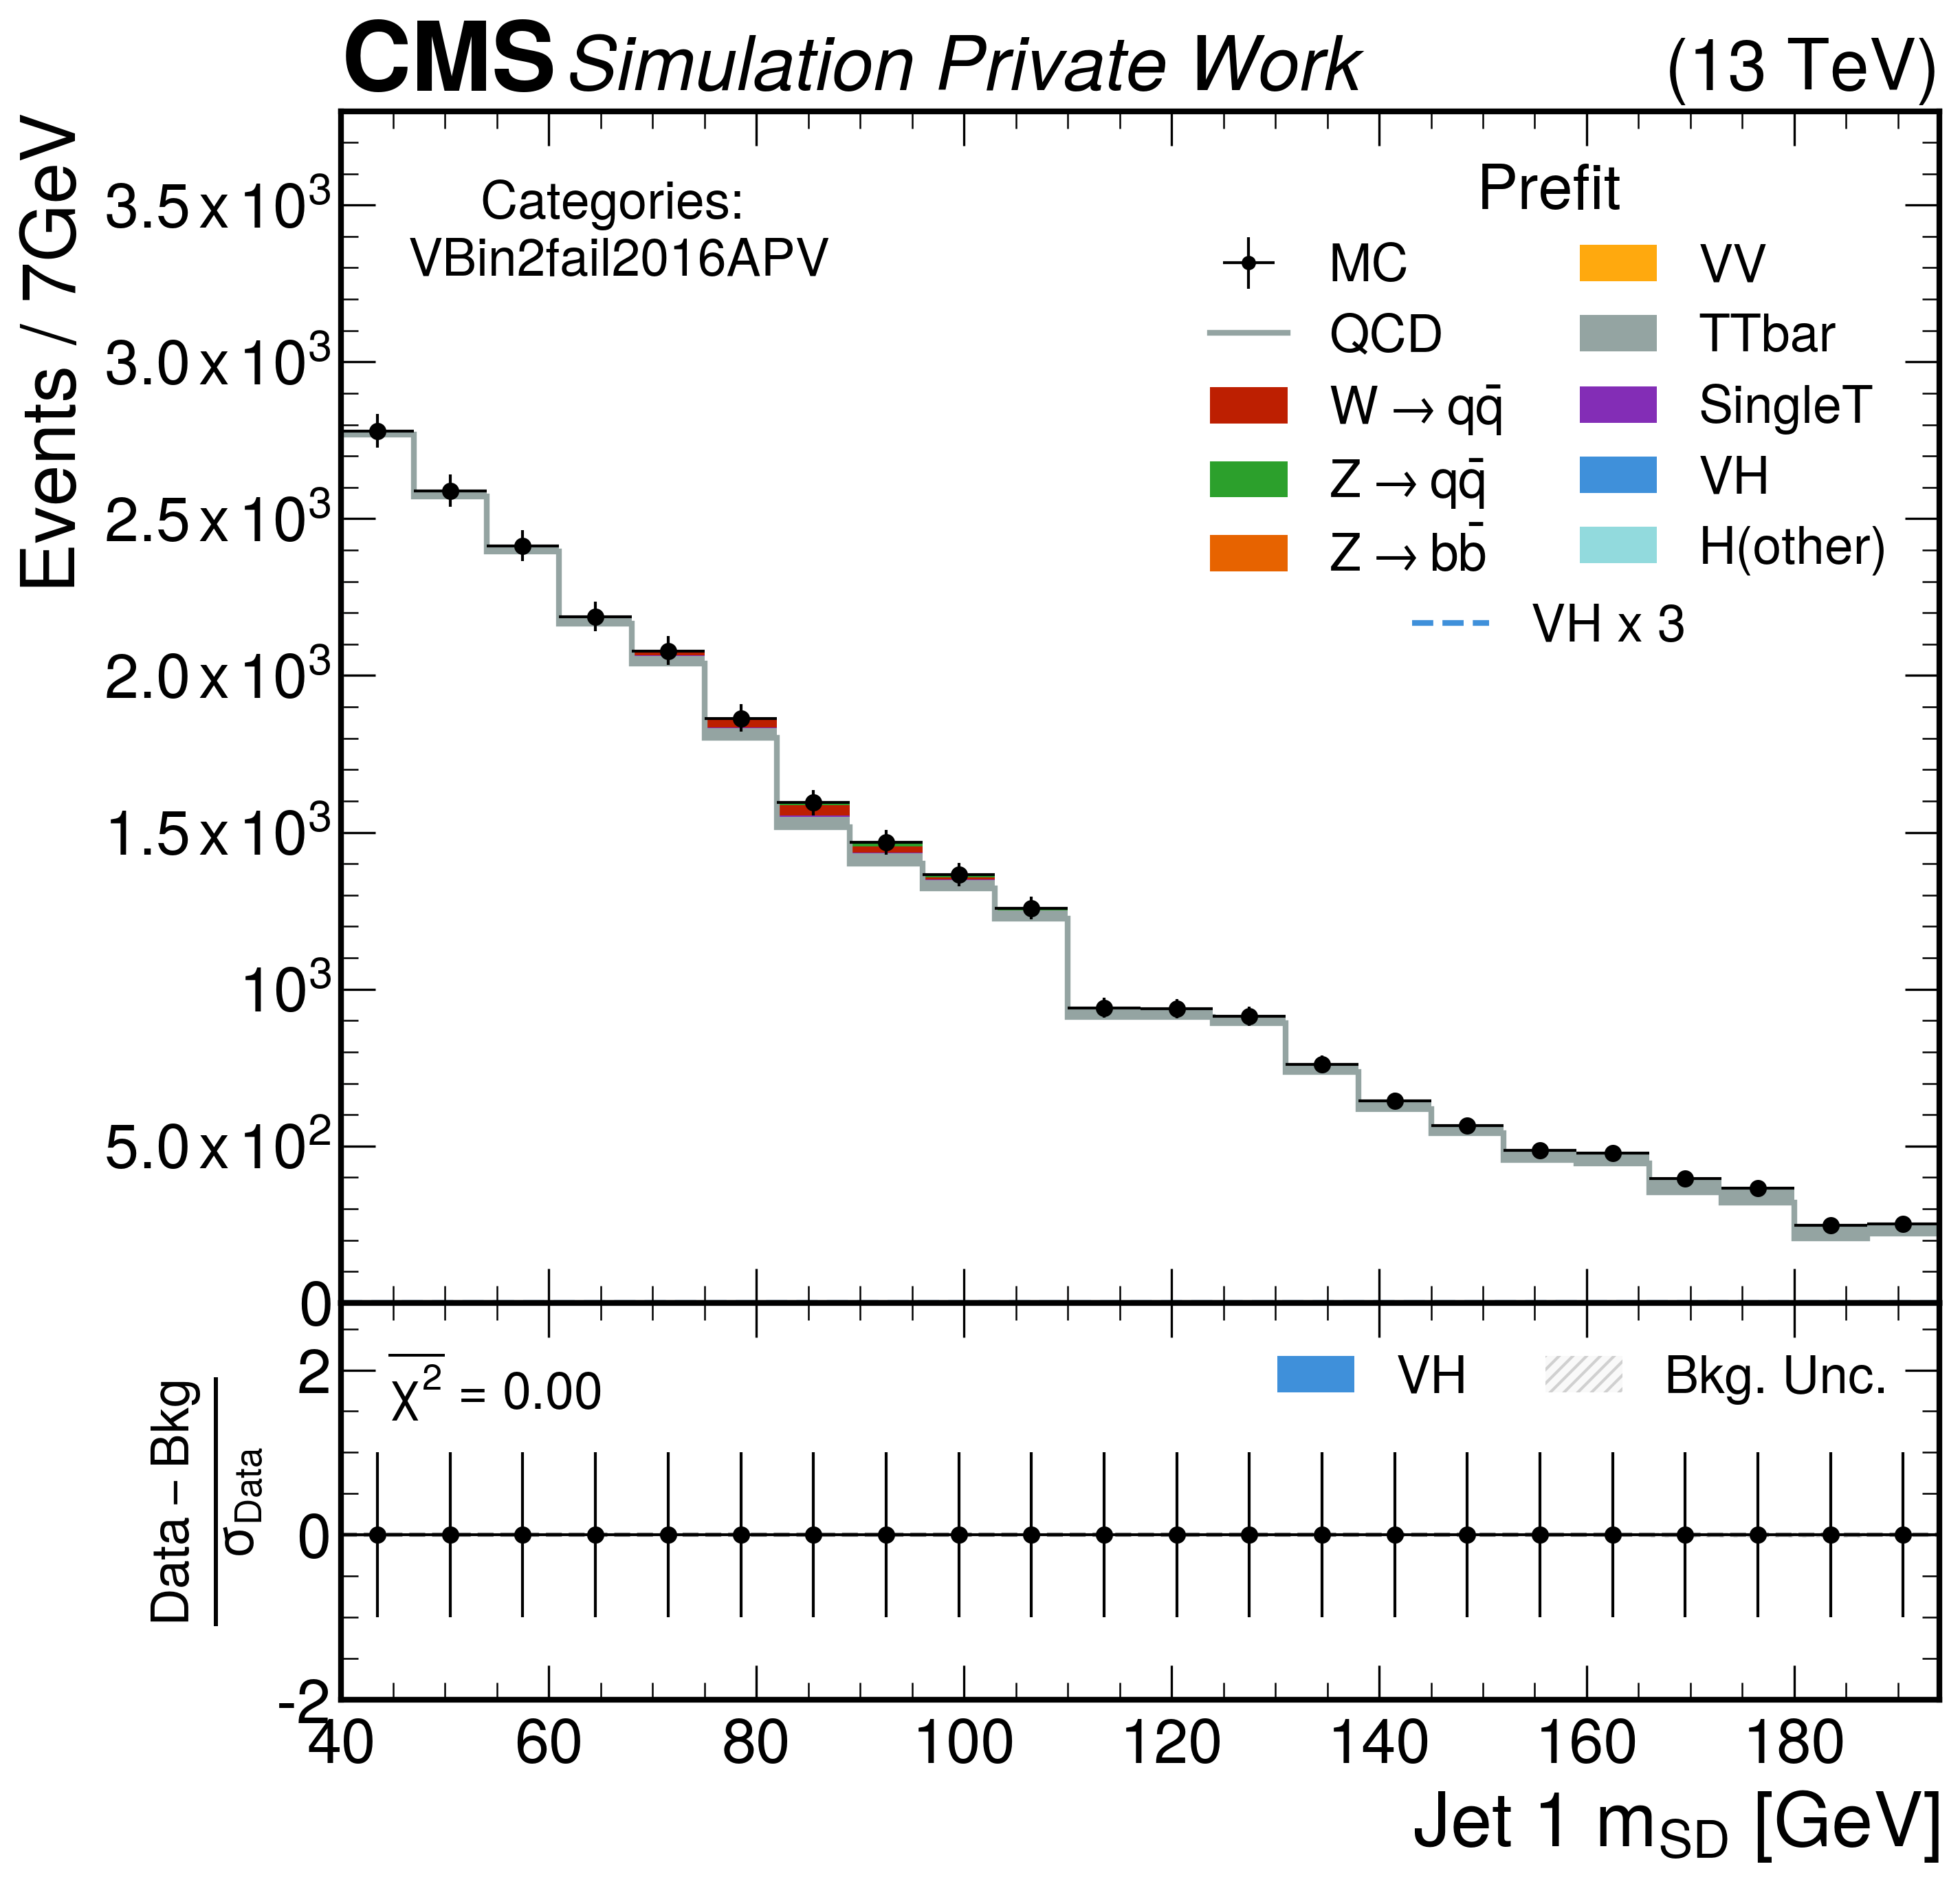 CMS Simulation Private Work (13 TeV)
Events / 7GeV
3.5 x 10³
3.0 x 10³
2.5 x 10³
2.0 x 10³
1.5 x 10³
10³
5.0 x 10²
0
Categories:
VBin2fail2016APV
Prefit
MC
QCD
W → qq̄
Z → qq̄
Z → bb̄
VV
TTbar
SingleT
VH
H(other)
VH x 3
Data − Bkg
σ_Data
2
0
-2
χ² = 0.00
VH
Bkg. Unc.
40 60 80 100 120 140 160 180
Jet 1 m_SD [GeV]